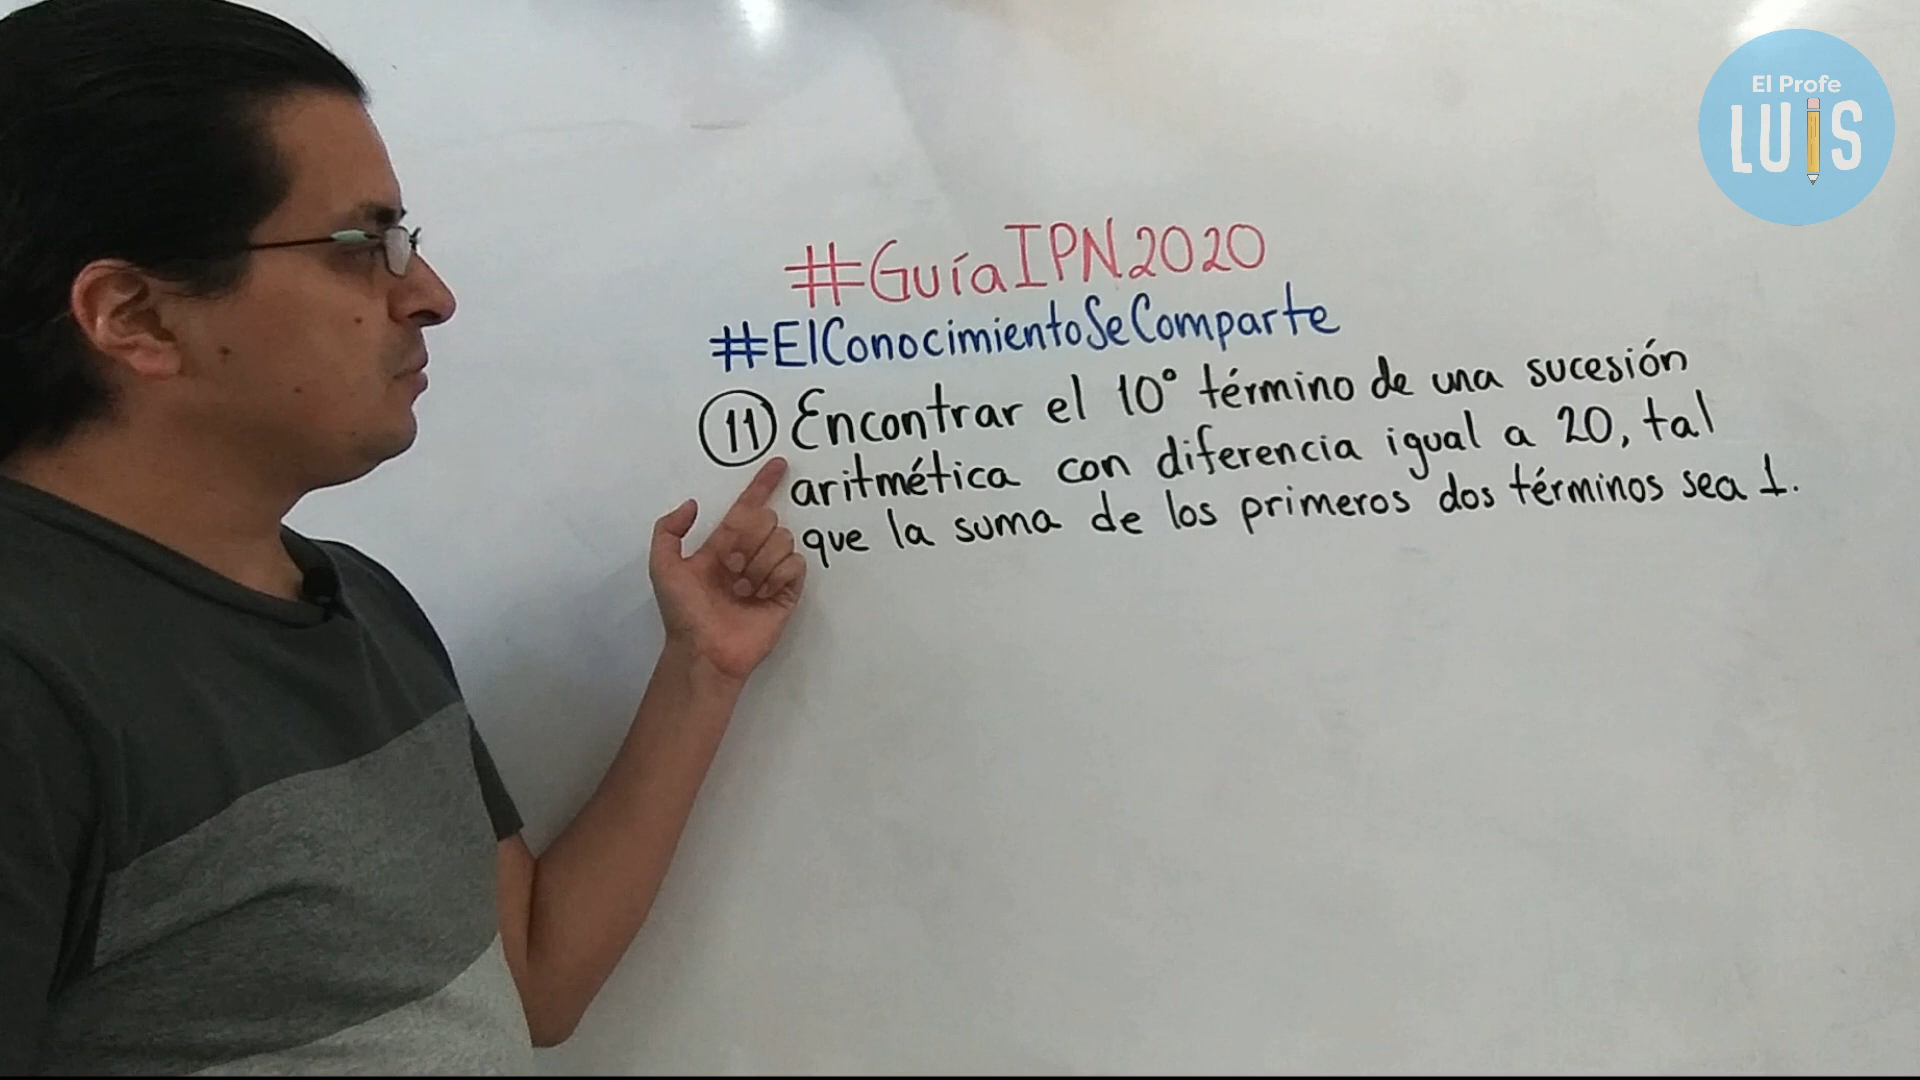 El Profe
LUIS
#GuíaIPN2020
#ElConocimientoSeComparte
11 Encontrar el 10° término de una sucesión
aritmética con diferencia igual a 20, tal
que la suma de los primeros dos términos sea 1.